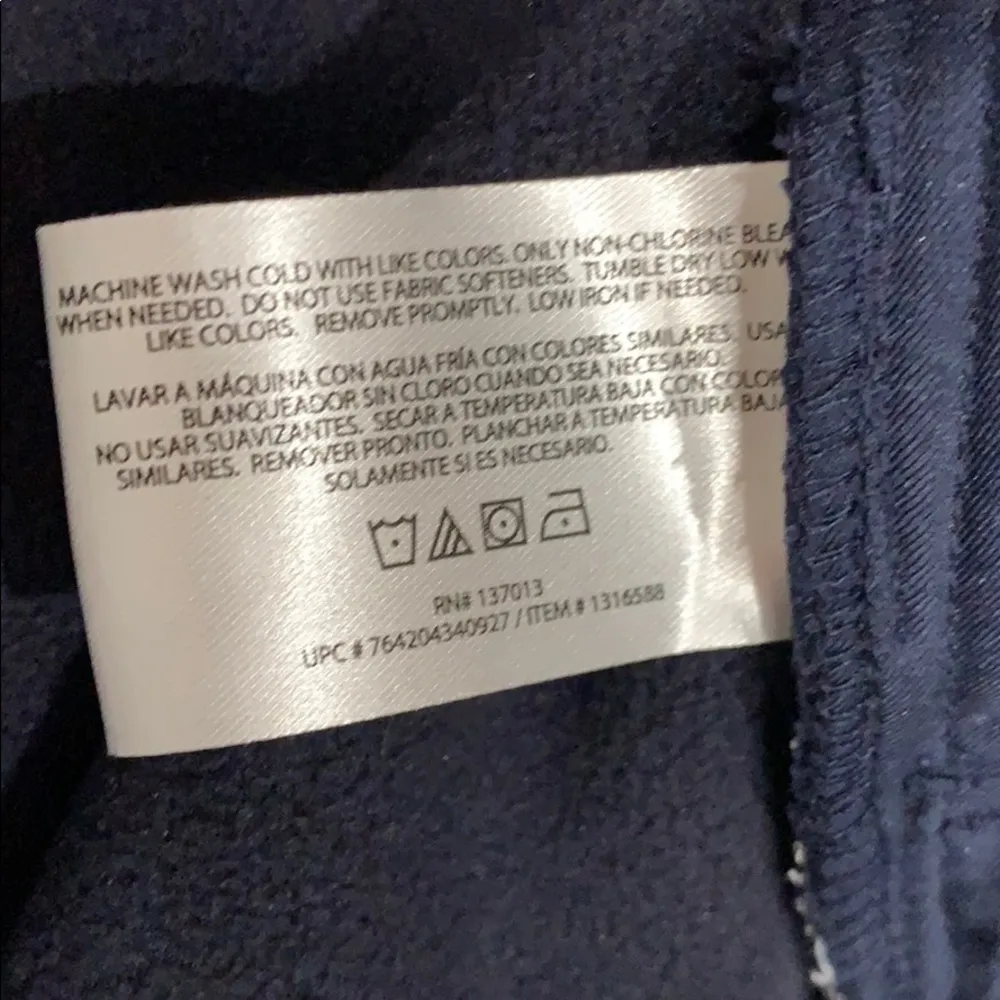 MACHINE WASH COLD WITH LIKE COLORS. ONLY NON-CHLORINE BLEA
WHEN NEEDED. DO NOT USE FABRIC SOFTENERS. TUMBLE DRY LOW W
LIKE COLORS. REMOVE PROMPTLY. LOW IRON IF NEEDED.
LAVAR A MÁQUINA CON AGUA FRÍA CON COLORES SIMILARES. USA
BLANQUEADOR SIN CLORO CUANDO SEA NECESARIO.
NO USAR SUAVIZANTES. SECAR A TEMPERATURA BAJA CON COLOR
SIMILARES. REMOVER PRONTO. PLANCHAR A TEMPERATURA BAJA
SOLAMENTE SI ES NECESARIO.
RN# 137013
UPC # 764204340927 / ITEM # 1316588